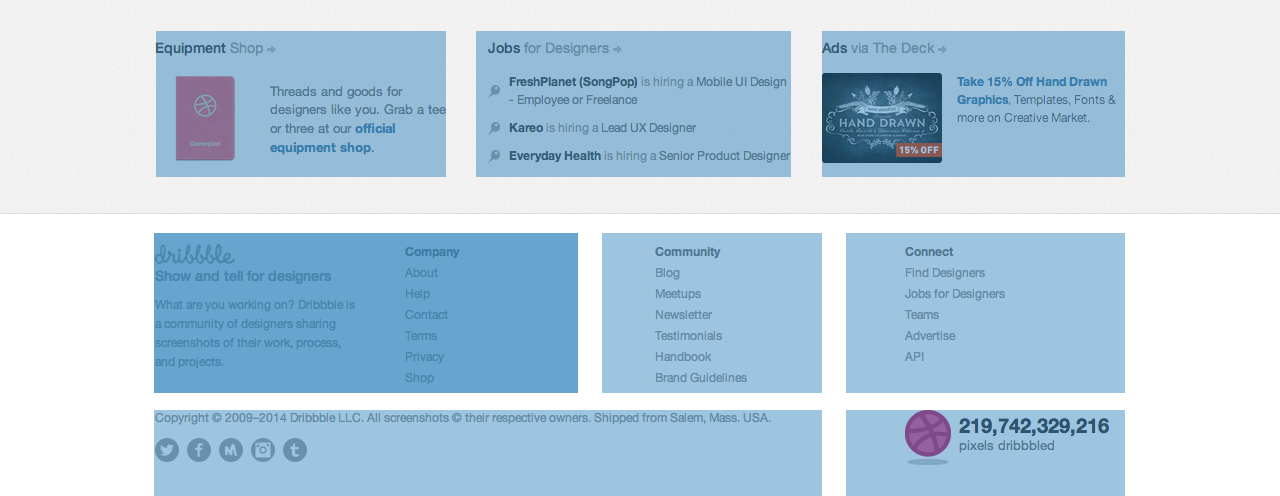 Equipment Shop
Gameplan
Threads and goods for
designers like you. Grab a tee
or three at our official
equipment shop.
Jobs for Designers
FreshPlanet (SongPop) is hiring a Mobile UI Design
- Employee or Freelance
Kareo is hiring a Lead UX Designer
Everyday Health is hiring a Senior Product Designer
Ads via The Deck
HAND DRAWN
15% OFF
Take 15% Off Hand Drawn
Graphics, Templates, Fonts &
more on Creative Market.
dribbble
Show and tell for designers
What are you working on? Dribbble is
a community of designers sharing
screenshots of their work, process,
and projects.
Company
About
Help
Contact
Terms
Privacy
Shop
Community
Blog
Meetups
Newsletter
Testimonials
Handbook
Brand Guidelines
Connect
Find Designers
Jobs for Designers
Teams
Advertise
API
Copyright © 2009–2014 Dribbble LLC. All screenshots © their respective owners. Shipped from Salem, Mass. USA.
219,742,329,216
pixels dribbbled